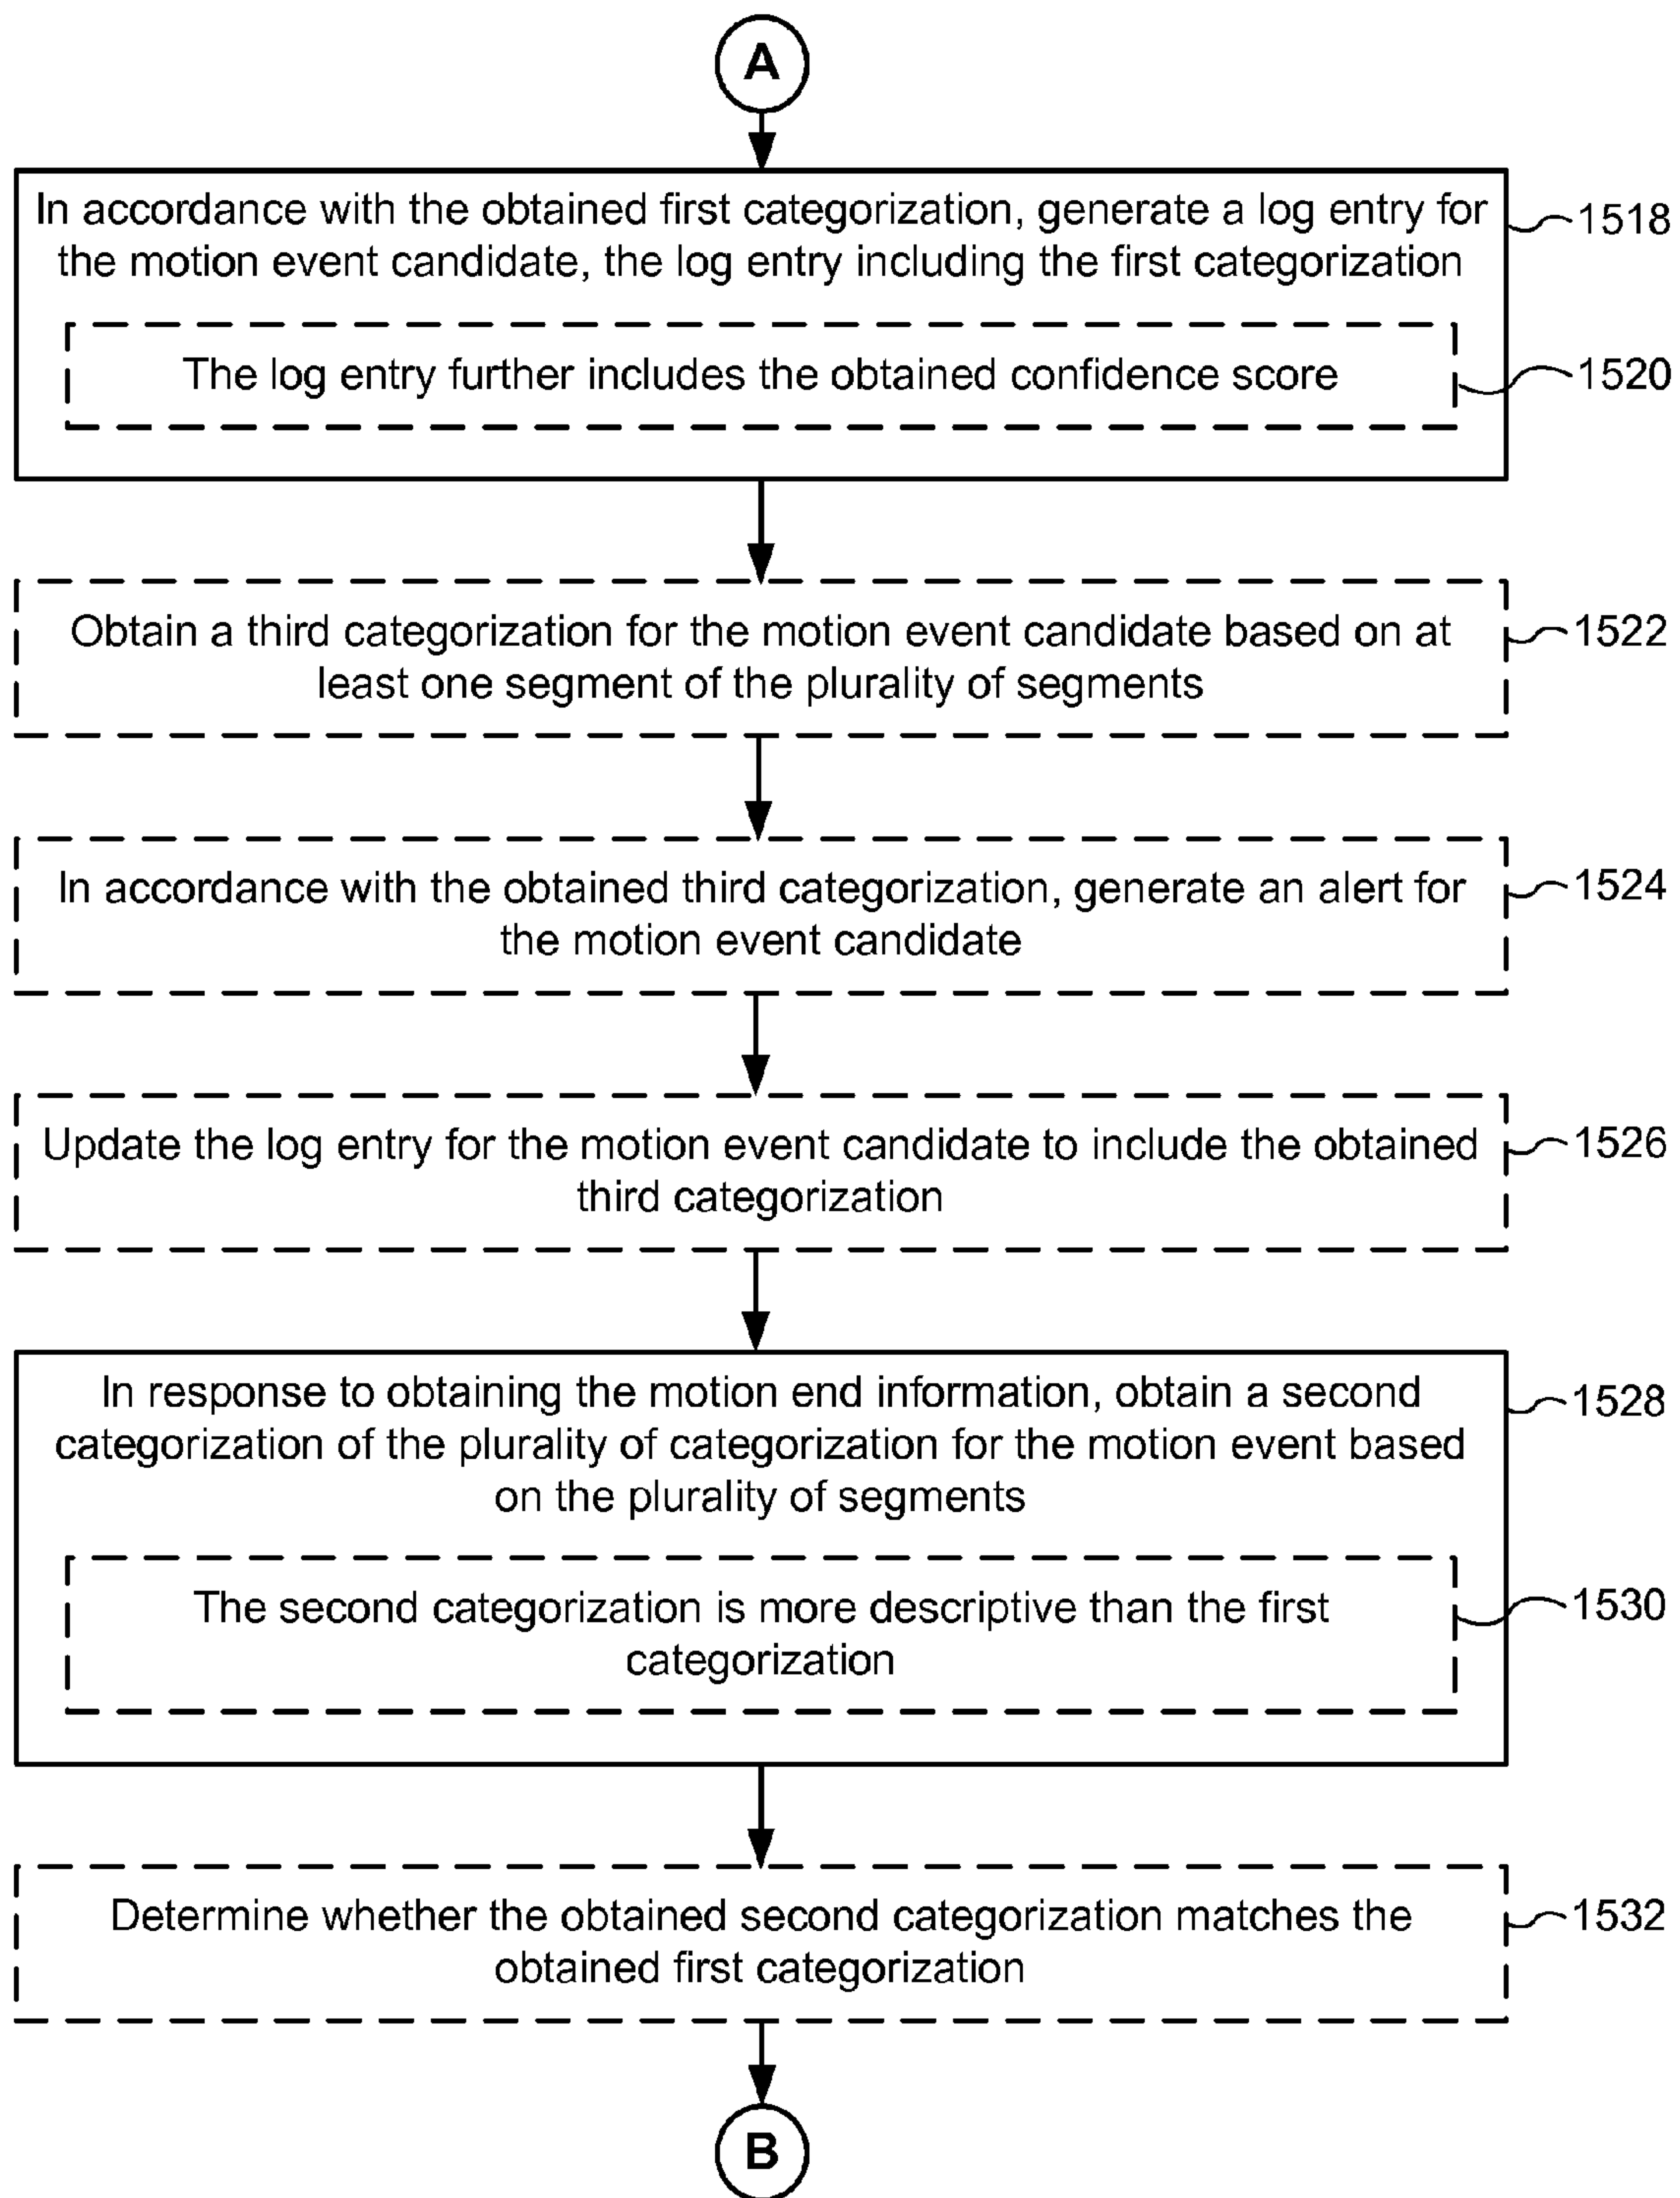 A
In accordance with the obtained first categorization, generate a log entry for
the motion event candidate, the log entry including the first categorization
1518
The log entry further includes the obtained confidence score
1520
Obtain a third categorization for the motion event candidate based on at
least one segment of the plurality of segments
1522
In accordance with the obtained third categorization, generate an alert for
the motion event candidate
1524
Update the log entry for the motion event candidate to include the obtained
third categorization
1526
In response to obtaining the motion end information, obtain a second
categorization of the plurality of categorization for the motion event based
on the plurality of segments
1528
The second categorization is more descriptive than the first
categorization
1530
Determine whether the obtained second categorization matches the
obtained first categorization
1532
B